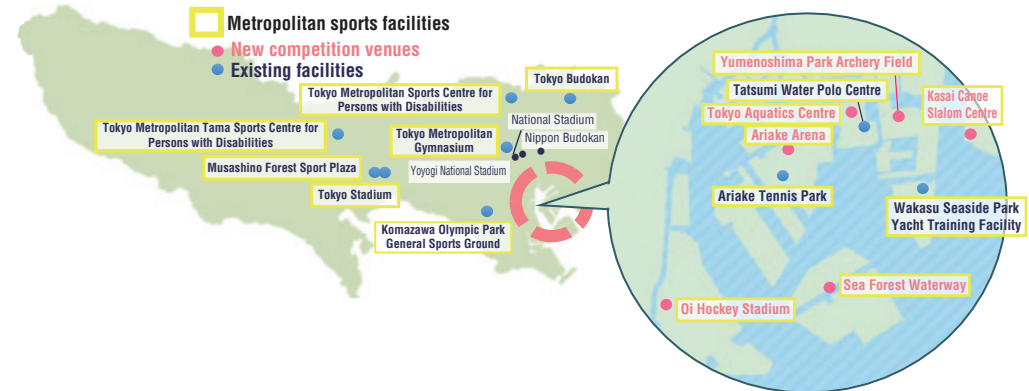 Metropolitan sports facilities
New competition venues
Existing facilities
Tokyo Budokan
Tokyo Metropolitan Sports Centre for
Persons with Disabilities
National Stadium
Tokyo Metropolitan Tama Sports Centre for
Persons with Disabilities
Tokyo Metropolitan
Gymnasium
Nippon Budokan
Musashino Forest Sport Plaza
Yoyogi National Stadium
Tokyo Stadium
Komazawa Olympic Park
General Sports Ground
Yumenoshima Park Archery Field
Tatsumi Water Polo Centre
Kasai Canoe
Slalom Centre
Tokyo Aquatics Centre
Ariake Arena
Ariake Tennis Park
Wakasu Seaside Park
Yacht Training Facility
Sea Forest Waterway
Oi Hockey Stadium